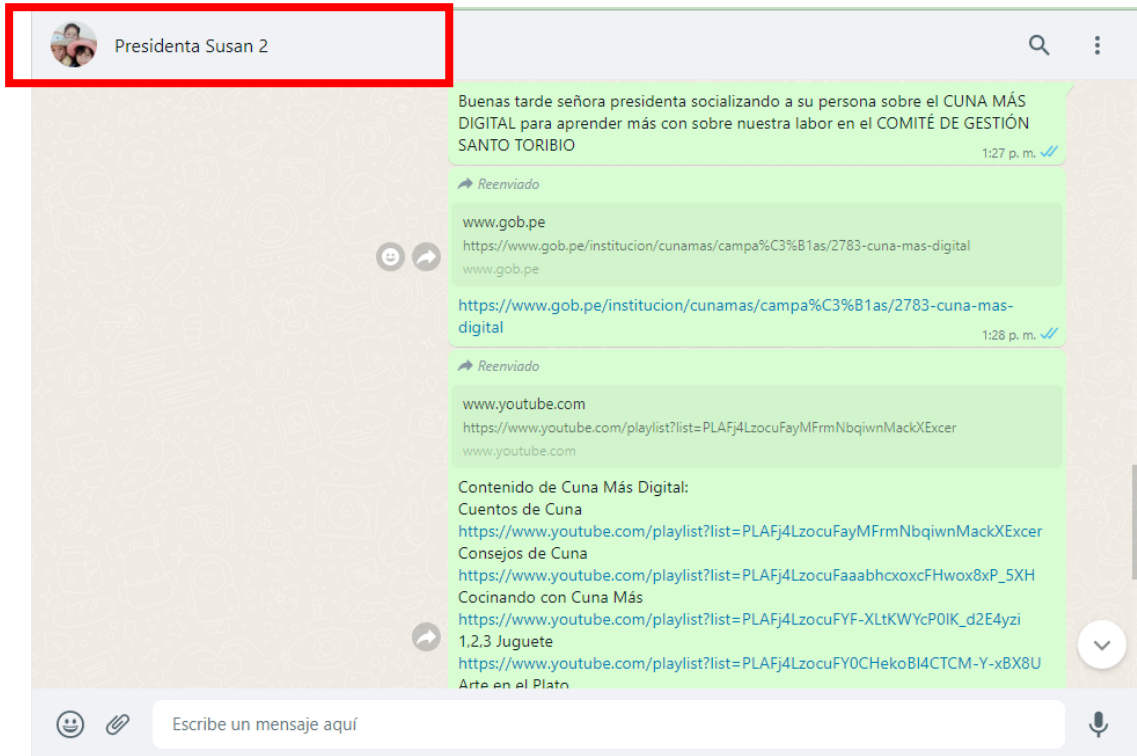 Presidenta Susan 2
Buenas tarde señora presidenta socializando a su persona sobre el CUNA MÁS
DIGITAL para aprender más con sobre nuestra labor en el COMITÉ DE GESTIÓN
SANTO TORIBIO
1:27 p. m.
Reenviado
www.gob.pe
https://www.gob.pe/institucion/cunamas/campa%C3%B1as/2783-cuna-mas-digital
www.gob.pe
https://www.gob.pe/institucion/cunamas/campa%C3%B1as/2783-cuna-mas-
digital
1:28 p. m.
Reenviado
www.youtube.com
https://www.youtube.com/playlist?list=PLAFj4LzocuFayMFrmNbqiwnMackXExcer
www.youtube.com
Contenido de Cuna Más Digital:
Cuentos de Cuna
https://www.youtube.com/playlist?list=PLAFj4LzocuFayMFrmNbqiwnMackXExcer
Consejos de Cuna
https://www.youtube.com/playlist?list=PLAFj4LzocuFaaabhcxoxcFHwox8xP_5XH
Cocinando con Cuna Más
https://www.youtube.com/playlist?list=PLAFj4LzocuFYF-XLtKWYcP0lK_d2E4yzi
1,2,3 Juguete
https://www.youtube.com/playlist?list=PLAFj4LzocuFY0CHekoBl4CTCM-Y-xBX8U
Arte en el Plato
Escribe un mensaje aquí